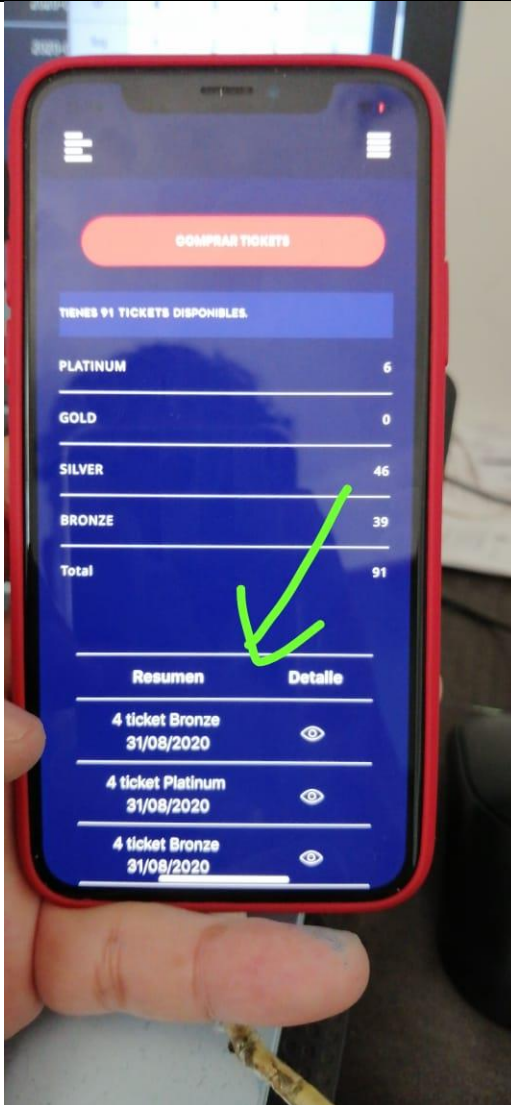 COMPRAR TICKETS
TIENES 91 TICKETS DISPONIBLES.
PLATINUM 6
GOLD 0
SILVER 46
BRONZE 39
Total 91
Resumen Detalle
4 ticket Bronze
31/08/2020
4 ticket Platinum
31/08/2020
4 ticket Bronze
31/08/2020